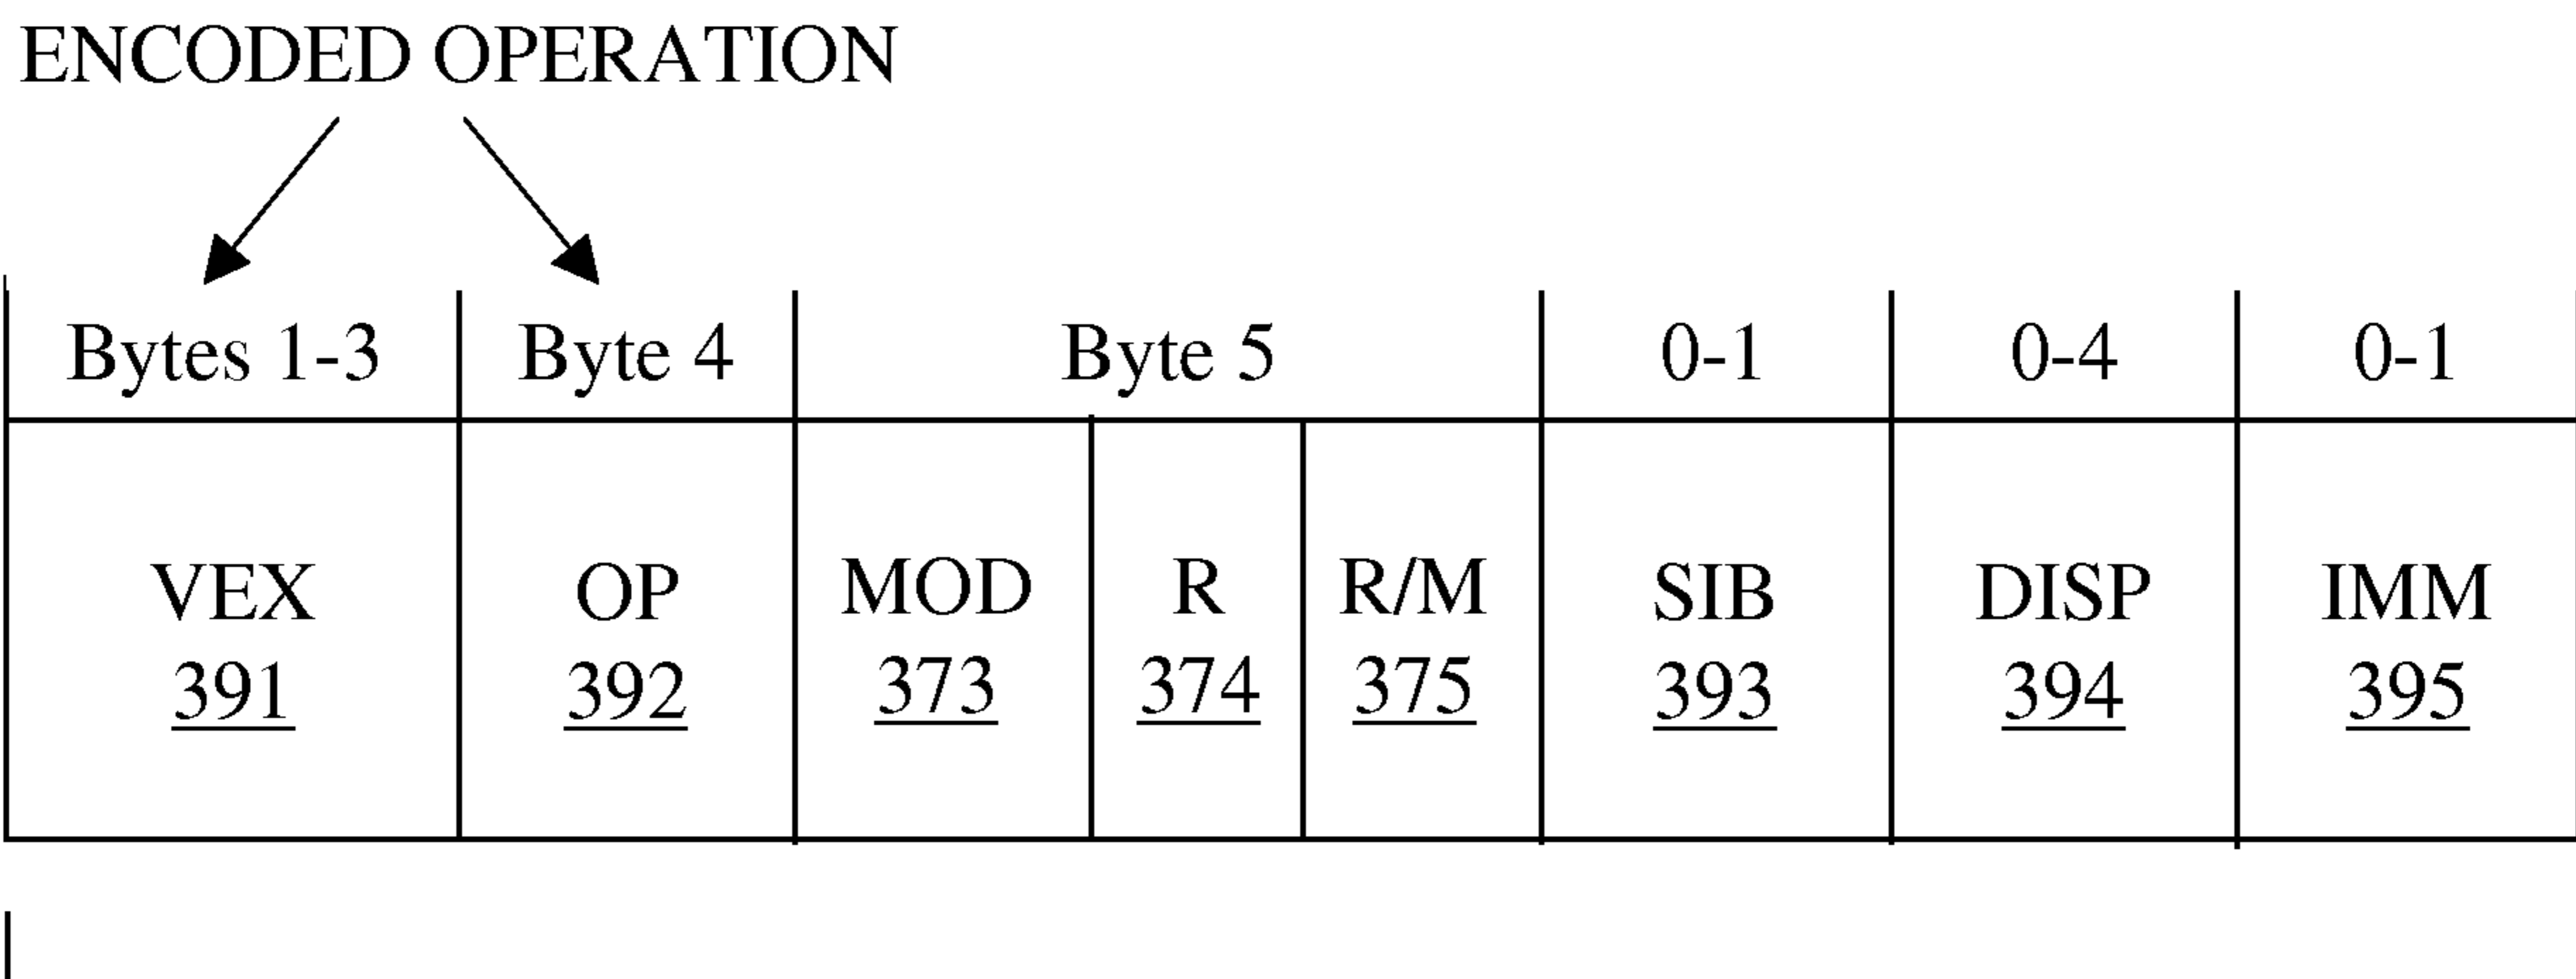 ENCODED OPERATION
Bytes 1-3 Byte 4 Byte 5 0-1 0-4 0-1
VEX OP MOD R R/M SIB DISP IMM
391 392 373 374 375 393 394 395